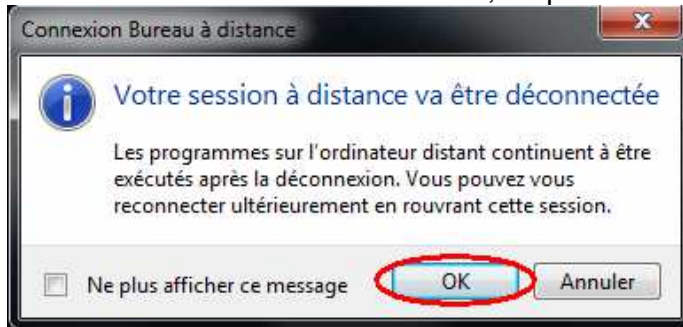 Connexion Bureau à distance
Votre session à distance va être déconnectée
Les programmes sur l'ordinateur distant continuent à être
exécutés après la déconnexion. Vous pouvez vous
reconnecter ultérieurement en rouvrant cette session.
Ne plus afficher ce message OK Annuler